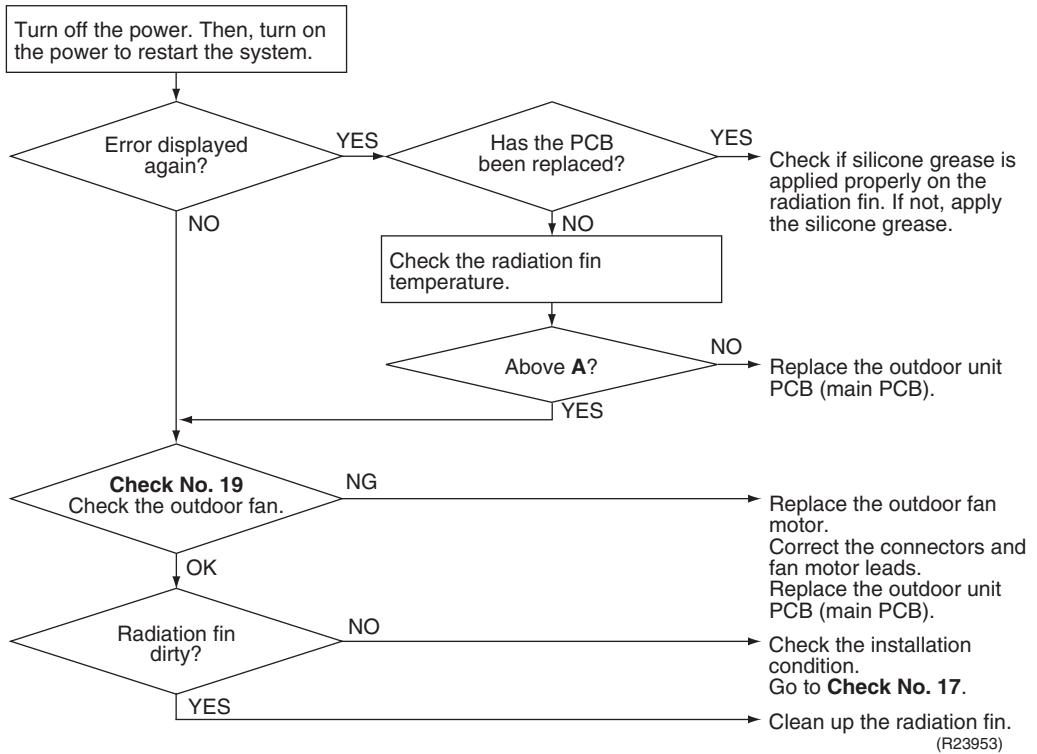 Turn off the power. Then, turn on
the power to restart the system.
Error displayed
again?
YES
NO
Has the PCB
been replaced?
YES
Check if silicone grease is
applied properly on the
radiation fin. If not, apply
the silicone grease.
NO
Check the radiation fin
temperature.
Above A?
NO
Replace the outdoor unit
PCB (main PCB).
YES
Check No. 19
Check the outdoor fan.
NG
Replace the outdoor fan
motor.
Correct the connectors and
fan motor leads.
Replace the outdoor unit
PCB (main PCB).
OK
Radiation fin
dirty?
NO
Check the installation
condition.
Go to Check No. 17.
YES
Clean up the radiation fin.
(R23953)